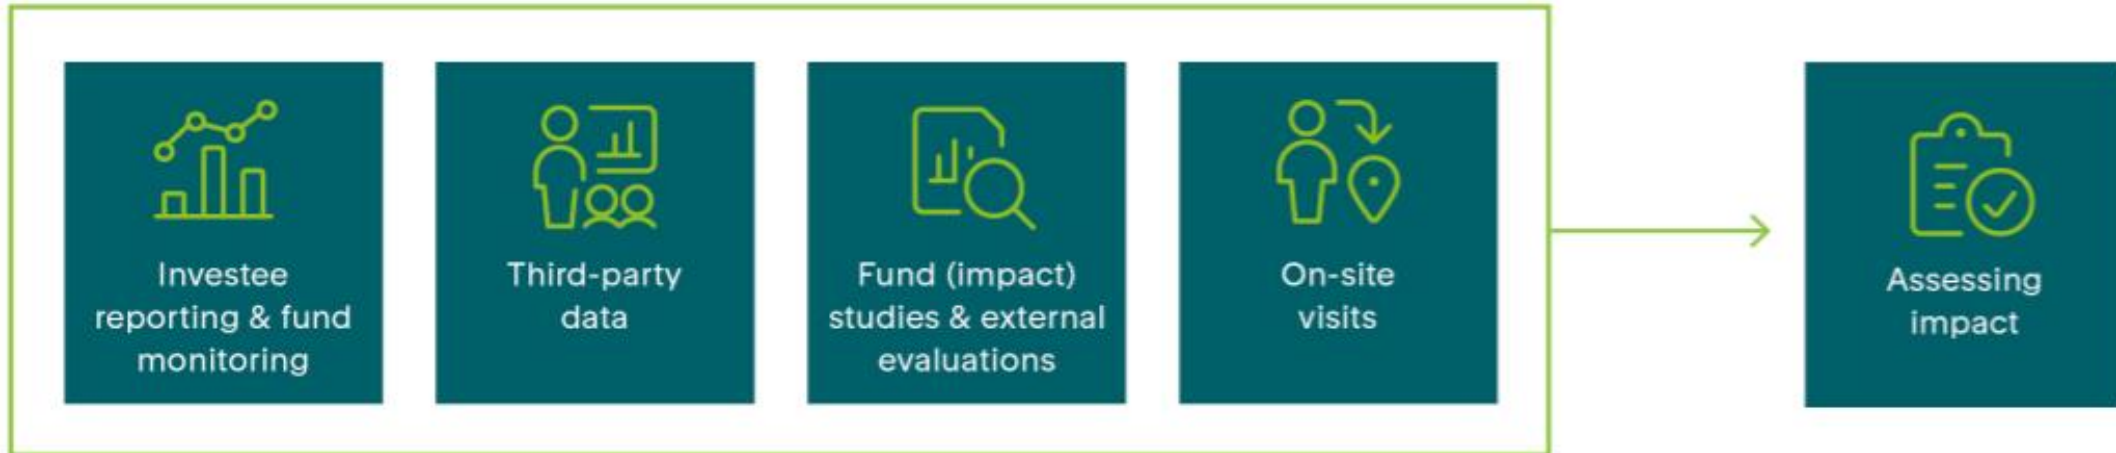 Investee
reporting & fund
monitoring
Third-party
data
Fund (impact)
studies & external
evaluations
On-site
visits
Assessing
impact